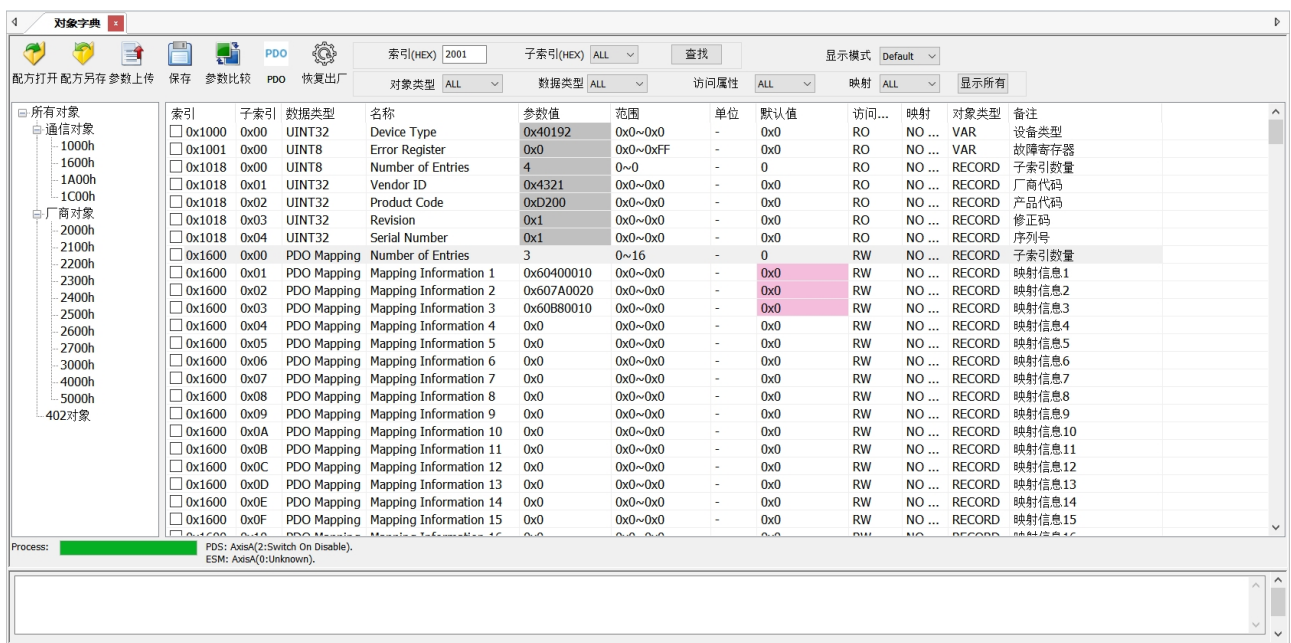 对象字典 x
PDO 索引(HEX) 2001 子索引(HEX) ALL 查找 显示模式 Default
配方打开 配方另存 参数上传 保存 参数比较 PDO 恢复出厂 对象类型 ALL 数据类型 ALL 访问属性 ALL 映射 ALL 显示所有
所有对象
通信对象
1000h
1600h
1A00h
1C00h
厂商对象
2000h
2100h
2200h
2300h
2400h
2500h
2600h
2700h
3000h
4000h
5000h
402对象
索引 子索引 数据类型 名称 参数值 范围 单位 默认值 访问... 映射 对象类型 备注
0x1000 0x00 UINT32 Device Type 0x40192 0x0~0x0 - 0x0 RO NO ... VAR 设备类型
0x1001 0x00 UINT8 Error Register 0x0 0x0~0xFF - 0x0 RO NO ... VAR 故障寄存器
0x1018 0x00 UINT8 Number of Entries 4 0~0 - 0 RO NO ... RECORD 子索引数量
0x1018 0x01 UINT32 Vendor ID 0x4321 0x0~0x0 - 0x0 RO NO ... RECORD 厂商代码
0x1018 0x02 UINT32 Product Code 0xD200 0x0~0x0 - 0x0 RO NO ... RECORD 产品代码
0x1018 0x03 UINT32 Revision 0x1 0x0~0x0 - 0x0 RO NO ... RECORD 修正码
0x1018 0x04 UINT32 Serial Number 0x1 0x0~0x0 - 0x0 RO NO ... RECORD 序列号
0x1600 0x00 PDO Mapping Number of Entries 3 0~16 - 0 RW NO ... RECORD 子索引数量
0x1600 0x01 PDO Mapping Mapping Information 1 0x60400010 0x0~0x0 - 0x0 RW NO ... RECORD 映射信息1
0x1600 0x02 PDO Mapping Mapping Information 2 0x607A0020 0x0~0x0 - 0x0 RW NO ... RECORD 映射信息2
0x1600 0x03 PDO Mapping Mapping Information 3 0x60B80010 0x0~0x0 - 0x0 RW NO ... RECORD 映射信息3
0x1600 0x04 PDO Mapping Mapping Information 4 0x0 0x0~0x0 - 0x0 RW NO ... RECORD 映射信息4
0x1600 0x05 PDO Mapping Mapping Information 5 0x0 0x0~0x0 - 0x0 RW NO ... RECORD 映射信息5
0x1600 0x06 PDO Mapping Mapping Information 6 0x0 0x0~0x0 - 0x0 RW NO ... RECORD 映射信息6
0x1600 0x07 PDO Mapping Mapping Information 7 0x0 0x0~0x0 - 0x0 RW NO ... RECORD 映射信息7
0x1600 0x08 PDO Mapping Mapping Information 8 0x0 0x0~0x0 - 0x0 RW NO ... RECORD 映射信息8
0x1600 0x09 PDO Mapping Mapping Information 9 0x0 0x0~0x0 - 0x0 RW NO ... RECORD 映射信息9
0x1600 0x0A PDO Mapping Mapping Information 10 0x0 0x0~0x0 - 0x0 RW NO ... RECORD 映射信息10
0x1600 0x0B PDO Mapping Mapping Information 11 0x0 0x0~0x0 - 0x0 RW NO ... RECORD 映射信息11
0x1600 0x0C PDO Mapping Mapping Information 12 0x0 0x0~0x0 - 0x0 RW NO ... RECORD 映射信息12
0x1600 0x0D PDO Mapping Mapping Information 13 0x0 0x0~0x0 - 0x0 RW NO ... RECORD 映射信息13
0x1600 0x0E PDO Mapping Mapping Information 14 0x0 0x0~0x0 - 0x0 RW NO ... RECORD 映射信息14
0x1600 0x0F PDO Mapping Mapping Information 15 0x0 0x0~0x0 - 0x0 RW NO ... RECORD 映射信息15
Process: PDS: AxisA(2:Switch On Disable).
ESM: AxisA(0:Unknown).